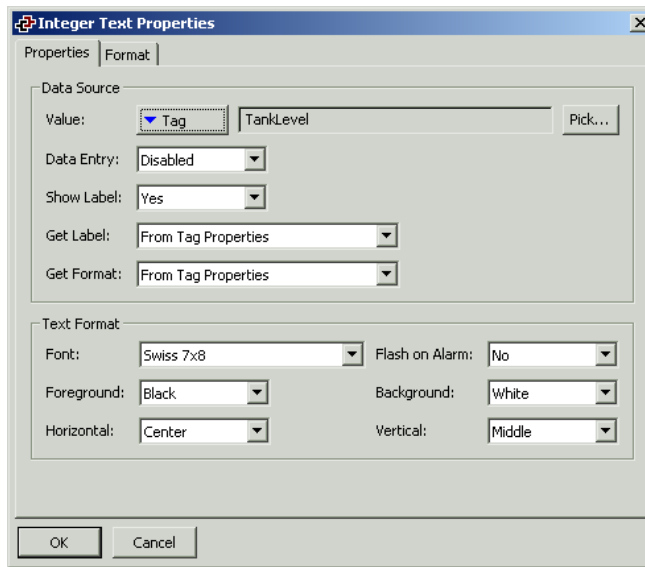 Integer Text Properties
Properties Format
Data Source
Value: Tag TankLevel Pick...
Data Entry: Disabled
Show Label: Yes
Get Label: From Tag Properties
Get Format: From Tag Properties
Text Format
Font: Swiss 7x8 Flash on Alarm: No
Foreground: Black Background: White
Horizontal: Center Vertical: Middle
OK Cancel